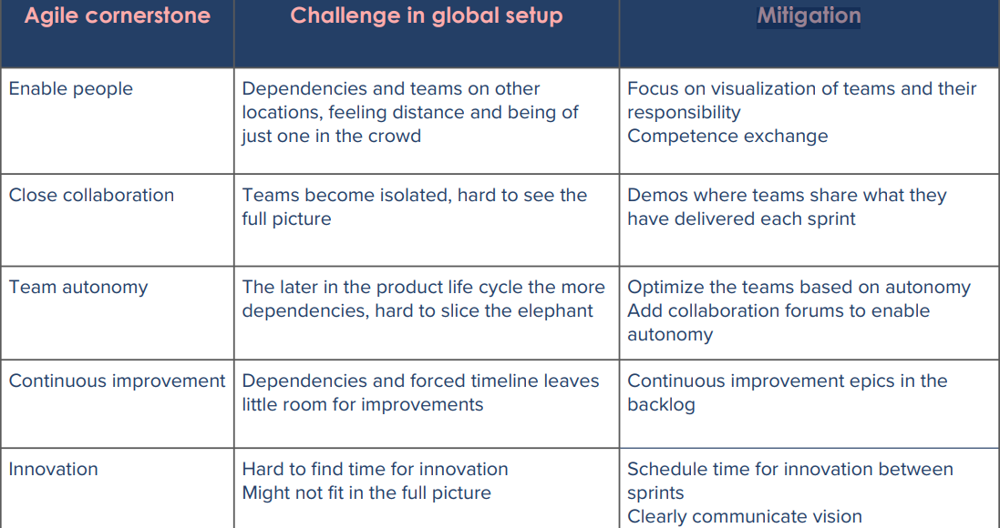 Agile cornerstone
Challenge in global setup
Mitigation
Enable people
Dependencies and teams on other
locations, feeling distance and being of
just one in the crowd
Focus on visualization of teams and their
responsibility
Competence exchange
Close collaboration
Teams become isolated, hard to see the
full picture
Demos where teams share what they
have delivered each sprint
Team autonomy
The later in the product life cycle the more
dependencies, hard to slice the elephant
Optimize the teams based on autonomy
Add collaboration forums to enable
autonomy
Continuous improvement
Dependencies and forced timeline leaves
little room for improvements
Continuous improvement epics in the
backlog
Innovation
Hard to find time for innovation
Might not fit in the full picture
Schedule time for innovation between
sprints
Clearly communicate vision